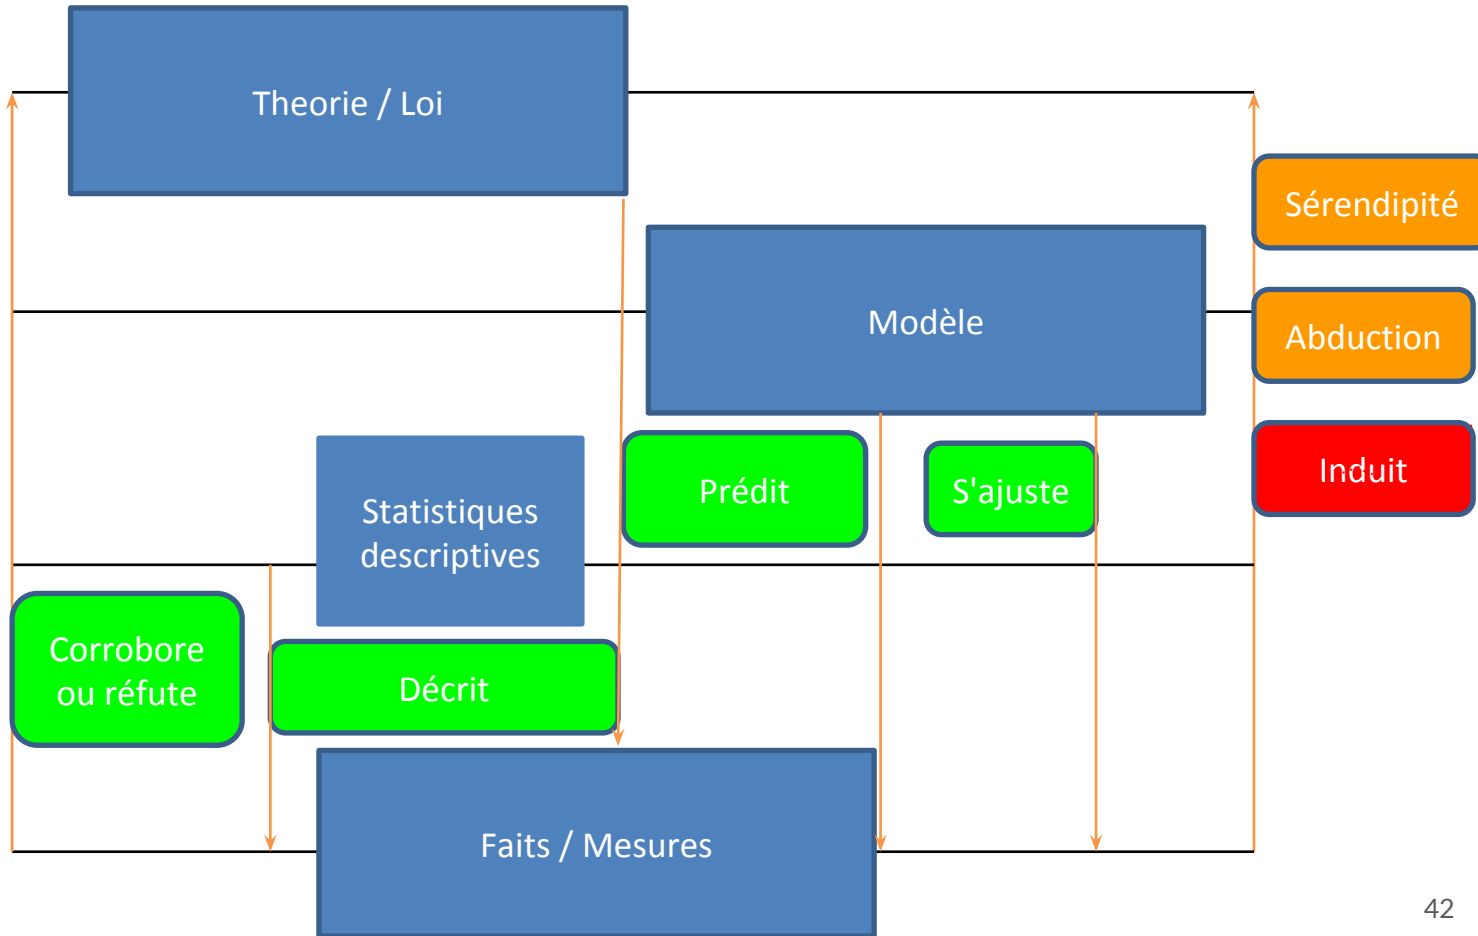 Theorie / Loi
Sérendipité
Modèle
Abduction
Prédit
S'ajuste
Induit
Statistiques
descriptives
Corrobore
ou réfute
Décrit
Faits / Mesures
42